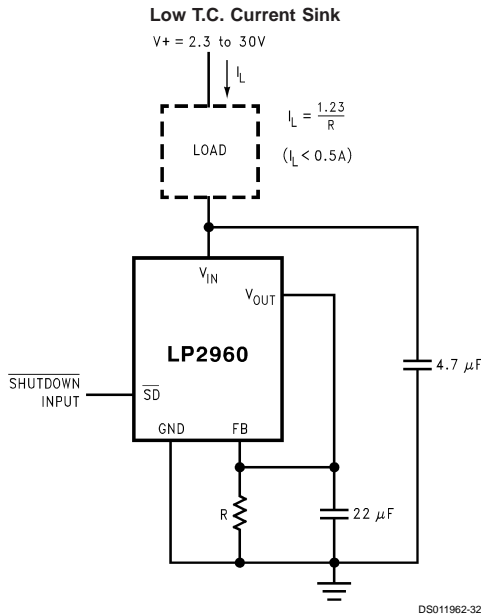 Low T.C. Current Sink
V+ = 2.3 to 30V
I_L
LOAD
I_L = 1.23 / R
(I_L < 0.5A)
V_IN
V_OUT
LP2960
4.7 µF
SHUTDOWN
INPUT
SD
GND
FB
R
22 µF
DS011962-32